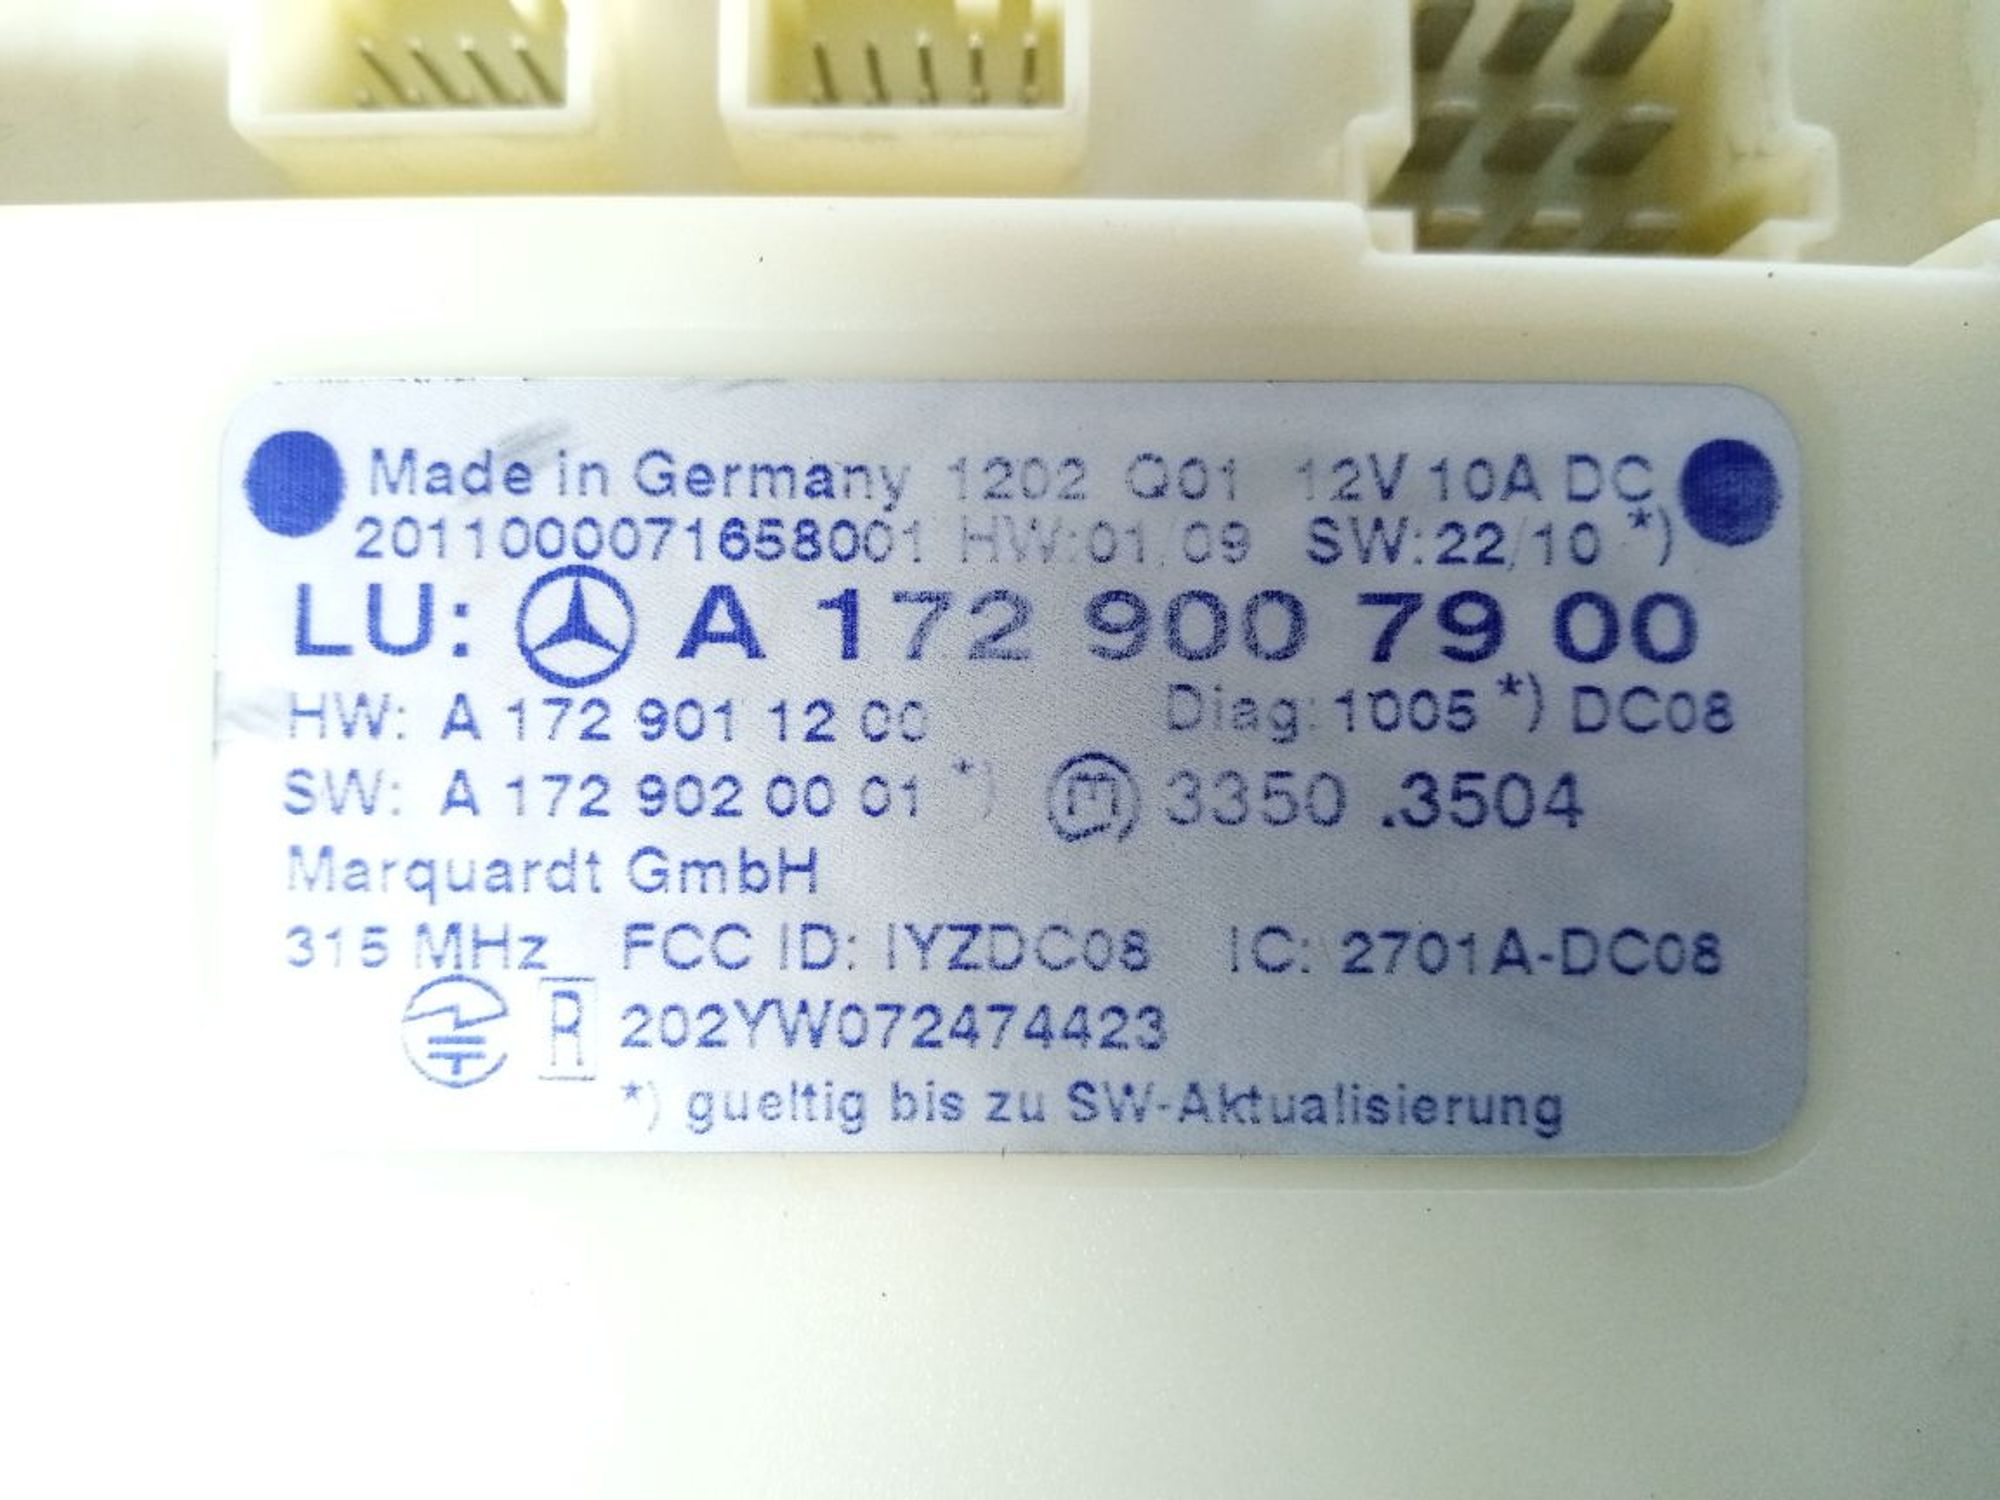 Made in Germany 1202 Q01 12V 10A DC
2011000071658001 HW:01/09 SW:22/10 *)
LU: A 172 900 79 00
HW: A 172 901 12 00 Diag:1005 *) DC08
SW: A 172 902 00 01 *) m 3350 .3504
Marquardt GmbH
315 MHz FCC ID: IYZDC08 IC: 2701A-DC08
R 202YW072474423
*) gueltig bis zu SW-Aktualisierung